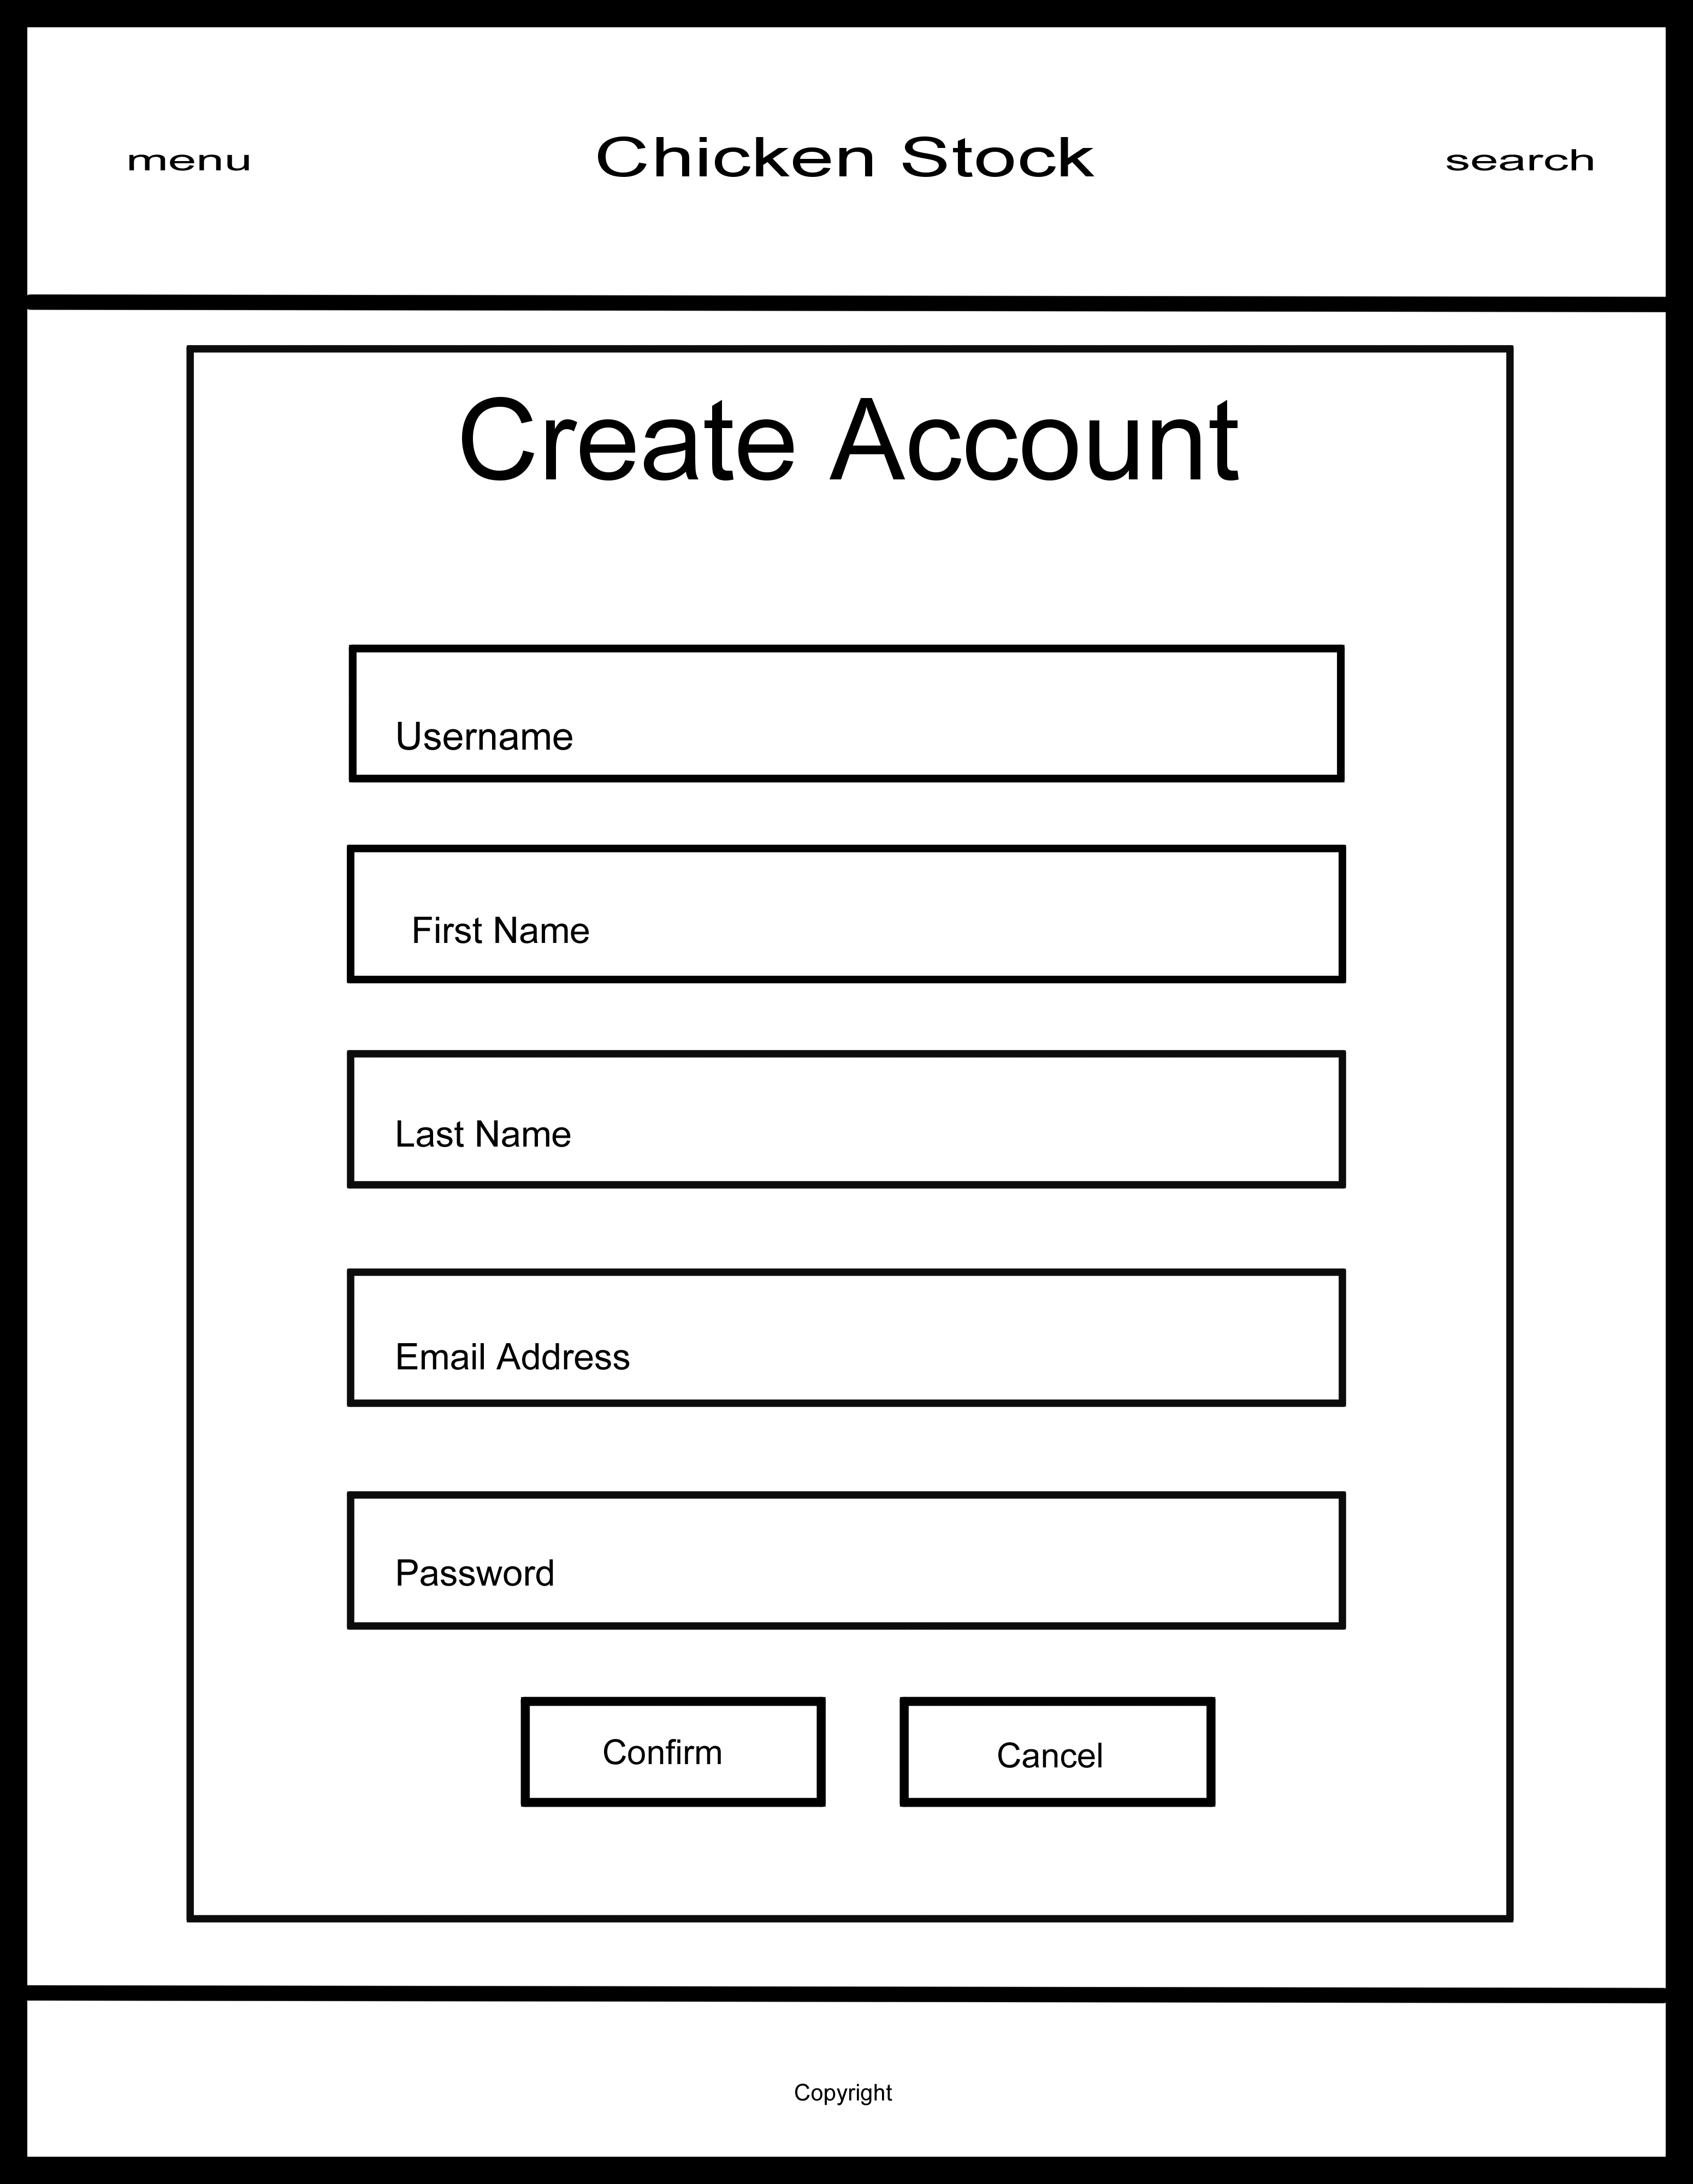 menu Chicken Stock search
Create Account
Username
First Name
Last Name
Email Address
Password
Confirm Cancel
Copyright